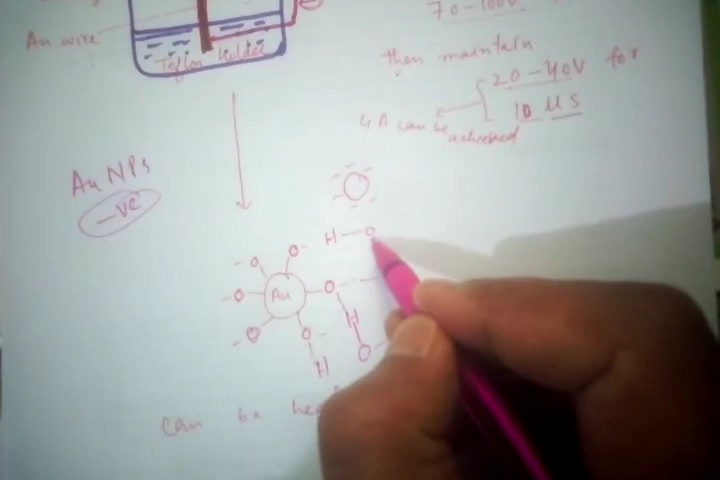 70-100V
Au wire
Teflon holder
then maintain
20-40V for
10 μs
4A can be
achieved
Au NPs
-ve
H-O
O-
-O
-O
Au
O
H
-O
O-
O
H
can be